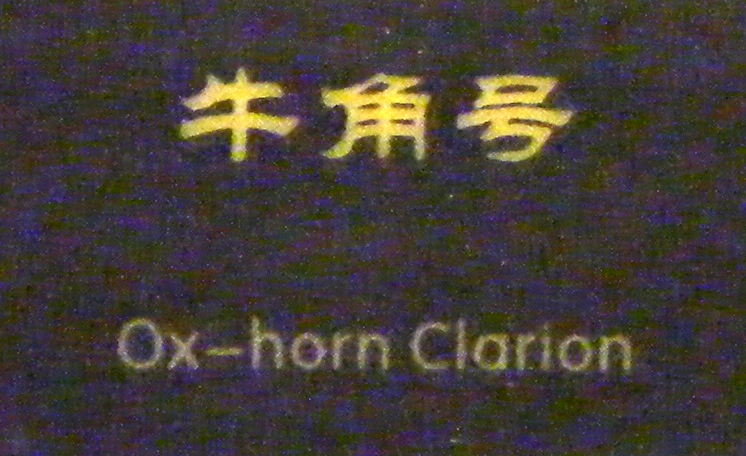 牛角号
Ox-horn Clarion